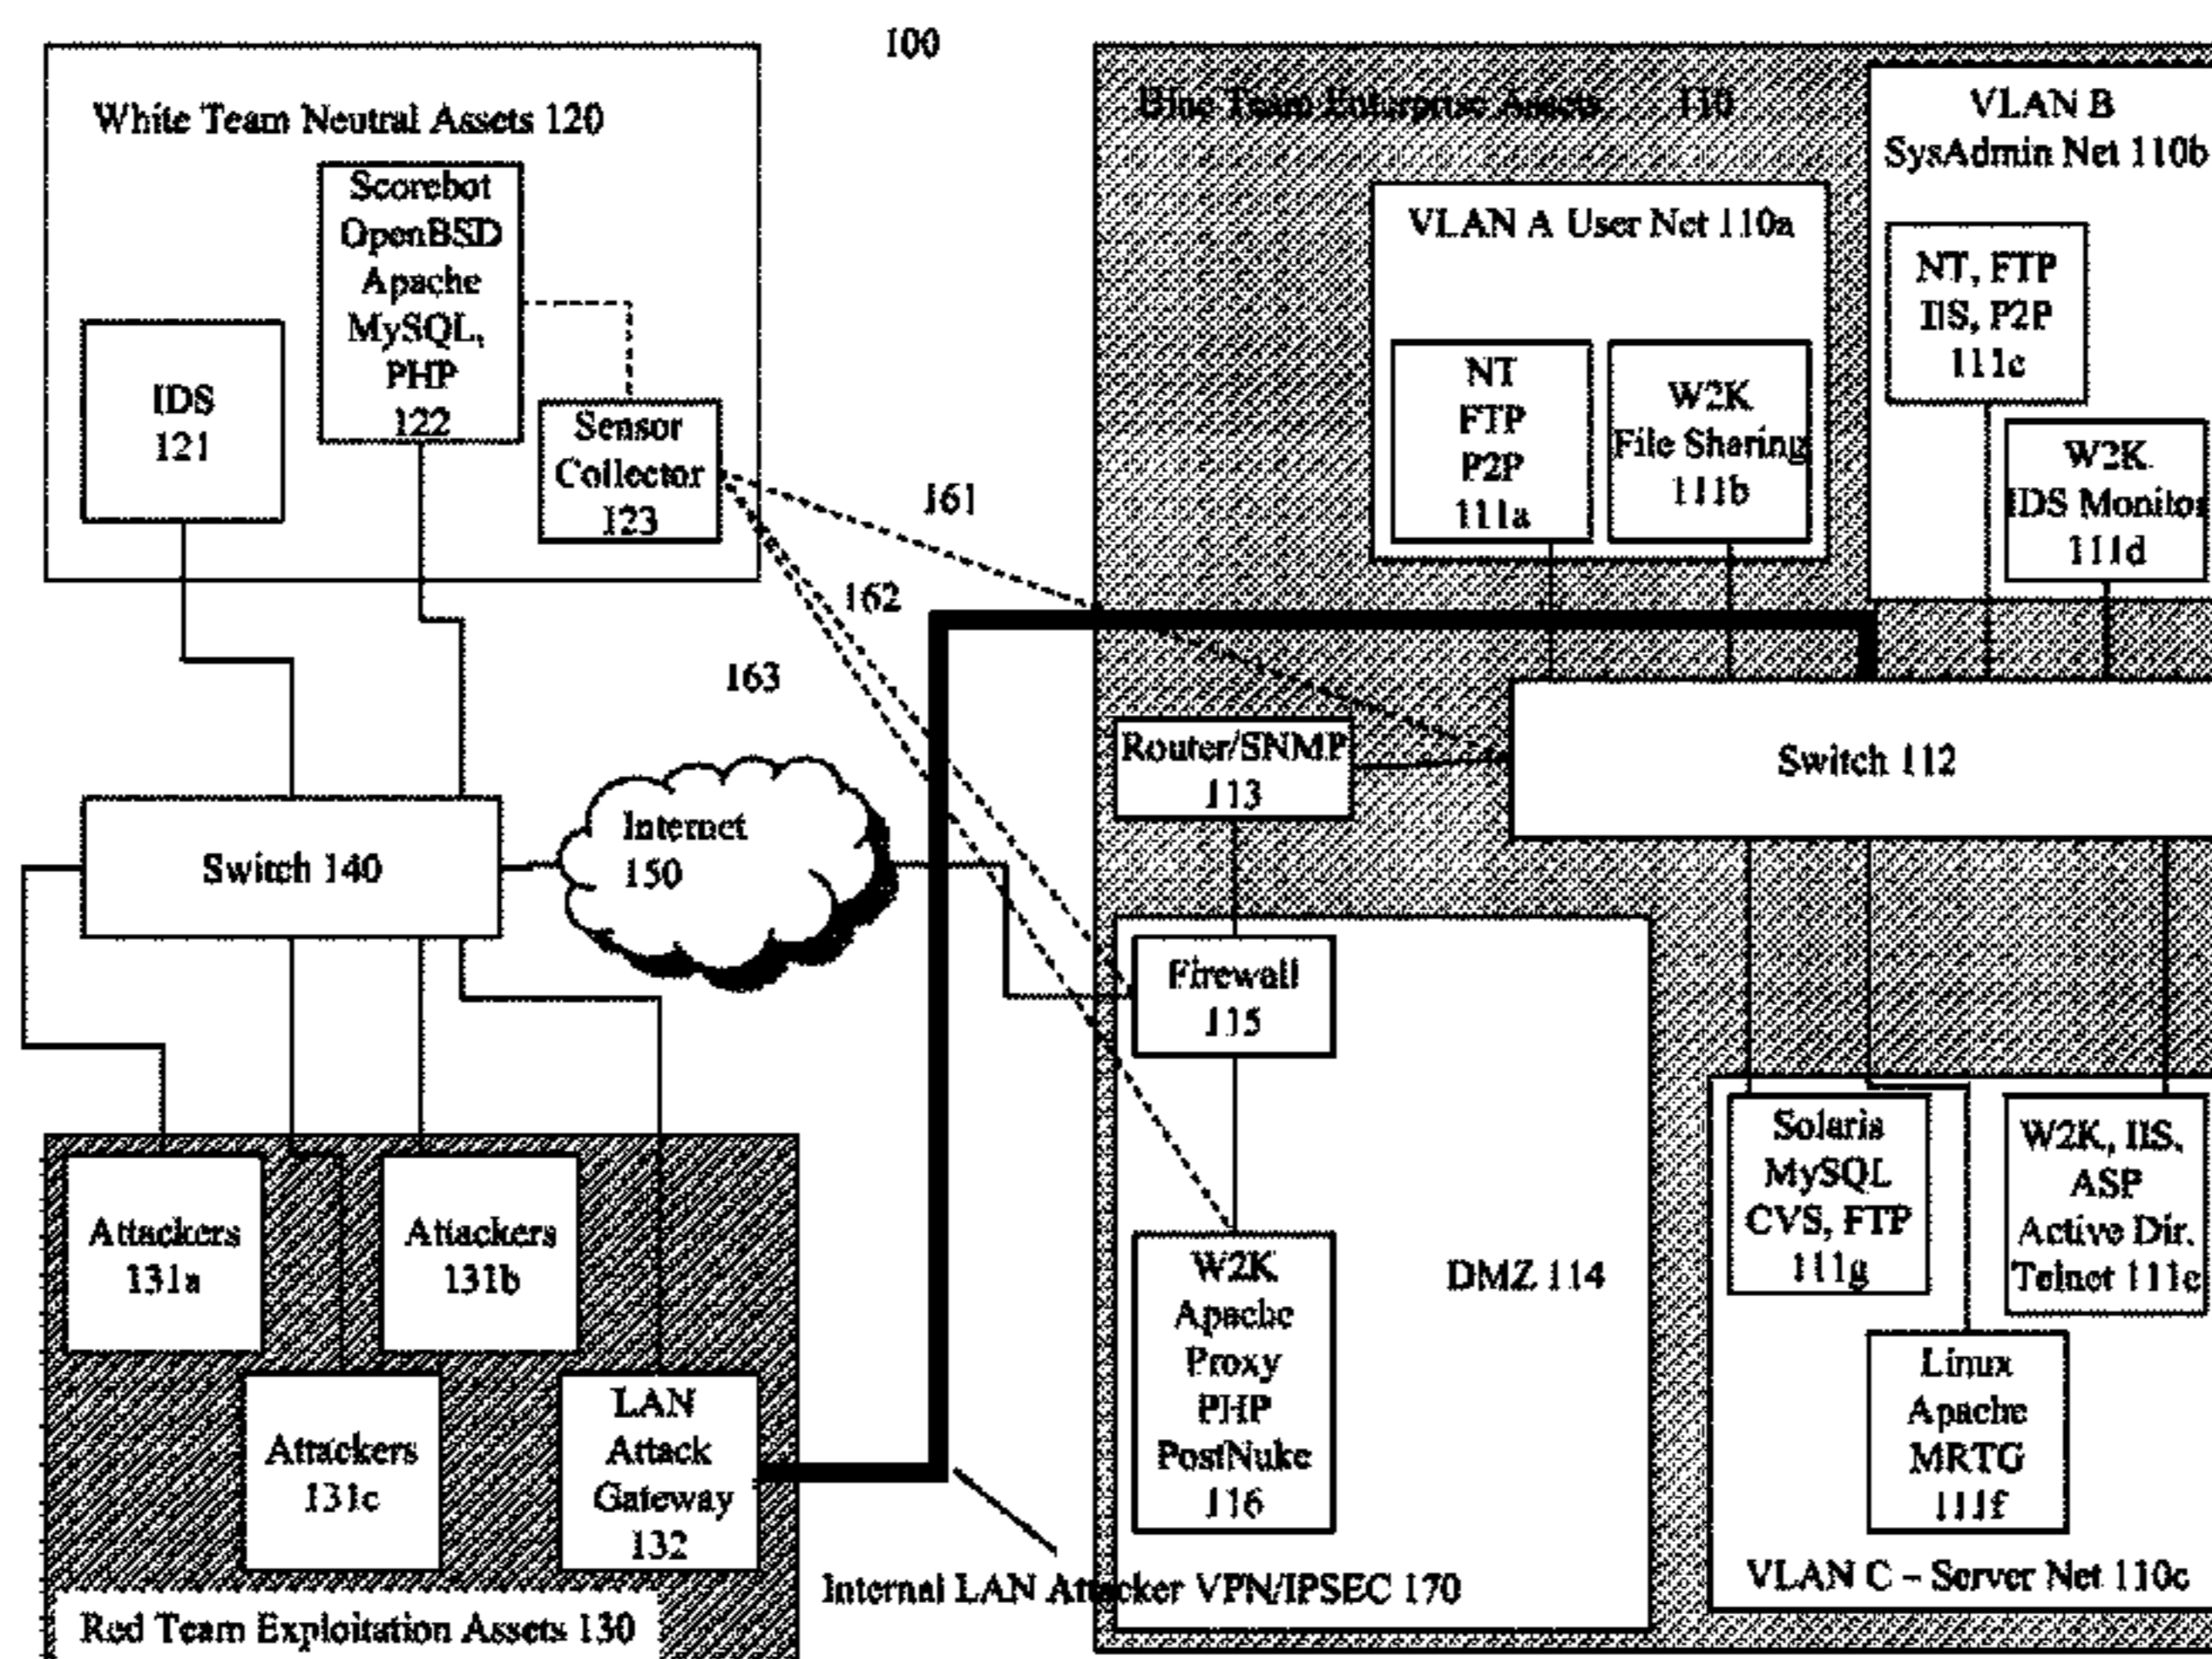 100
White Team Neutral Assets 120
Scorebot
OpenBSD
Apache
MySQL,
PHP
122
IDS
121
Sensor
Collector
123
161
162
163
Blue Team Enterprise Assets 110
VLAN A User Net 110a
NT
FTP
P2P
111a
W2K
File Sharing
111b
VLAN B
SysAdmin Net 110b
NT, FTP
IIS, P2P
111c
W2K
IDS Monitor
111d
Switch 140
Internet
150
Router/SNMP
113
Switch 112
Firewall
115
W2K
Apache
Proxy
PHP
PostNuke
116
DMZ 114
Solaris
MySQL
CVS, FTP
111g
W2K, IIS,
ASP
Active Dir.
Telnet 111e
Linux
Apache
MRTG
111f
VLAN C – Server Net 110c
Attackers
131a
Attackers
131b
Attackers
131c
LAN
Attack
Gateway
132
Internal LAN Attacker VPN/IPSEC 170
Red Team Exploitation Assets 130